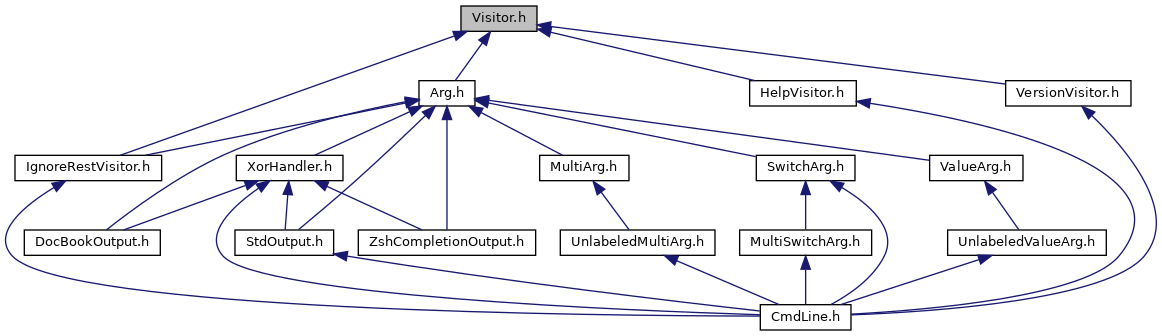 Visitor.h
Arg.h
HelpVisitor.h
VersionVisitor.h
IgnoreRestVisitor.h
XorHandler.h
MultiArg.h
SwitchArg.h
ValueArg.h
DocBookOutput.h
StdOutput.h
ZshCompletionOutput.h
UnlabeledMultiArg.h
MultiSwitchArg.h
UnlabeledValueArg.h
CmdLine.h